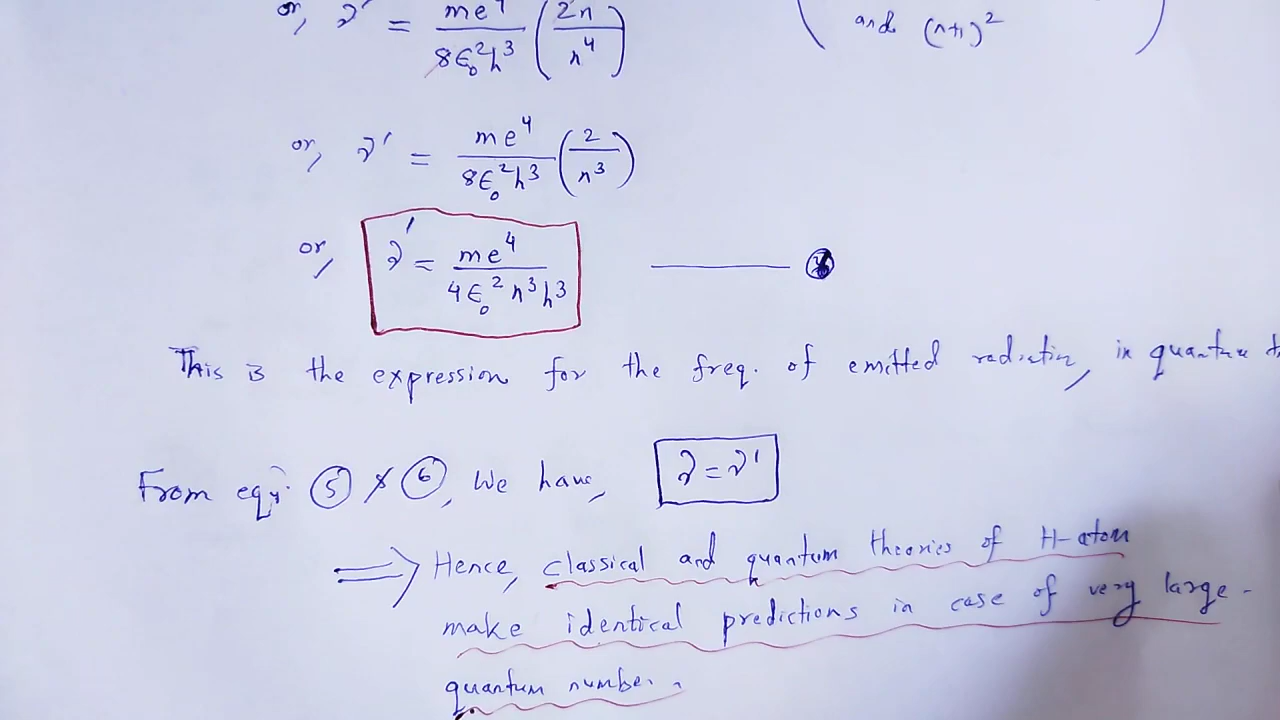 or, ν' = me⁴ / 8ε₀²h³ (2n / n⁴) ( and (n+1)² )
or, ν' = me⁴ / 8ε₀²h³ (2 / n³)
or, ν' = me⁴ / 4ε₀²n³h³
This is the expression for the freq. of emitted radiation, in quantum
From eqn. ⑤ & ⑥, We have, ν = ν'
⇒ Hence, classical and quantum theories of H-atom
make identical predictions in case of very large-
quantum number.